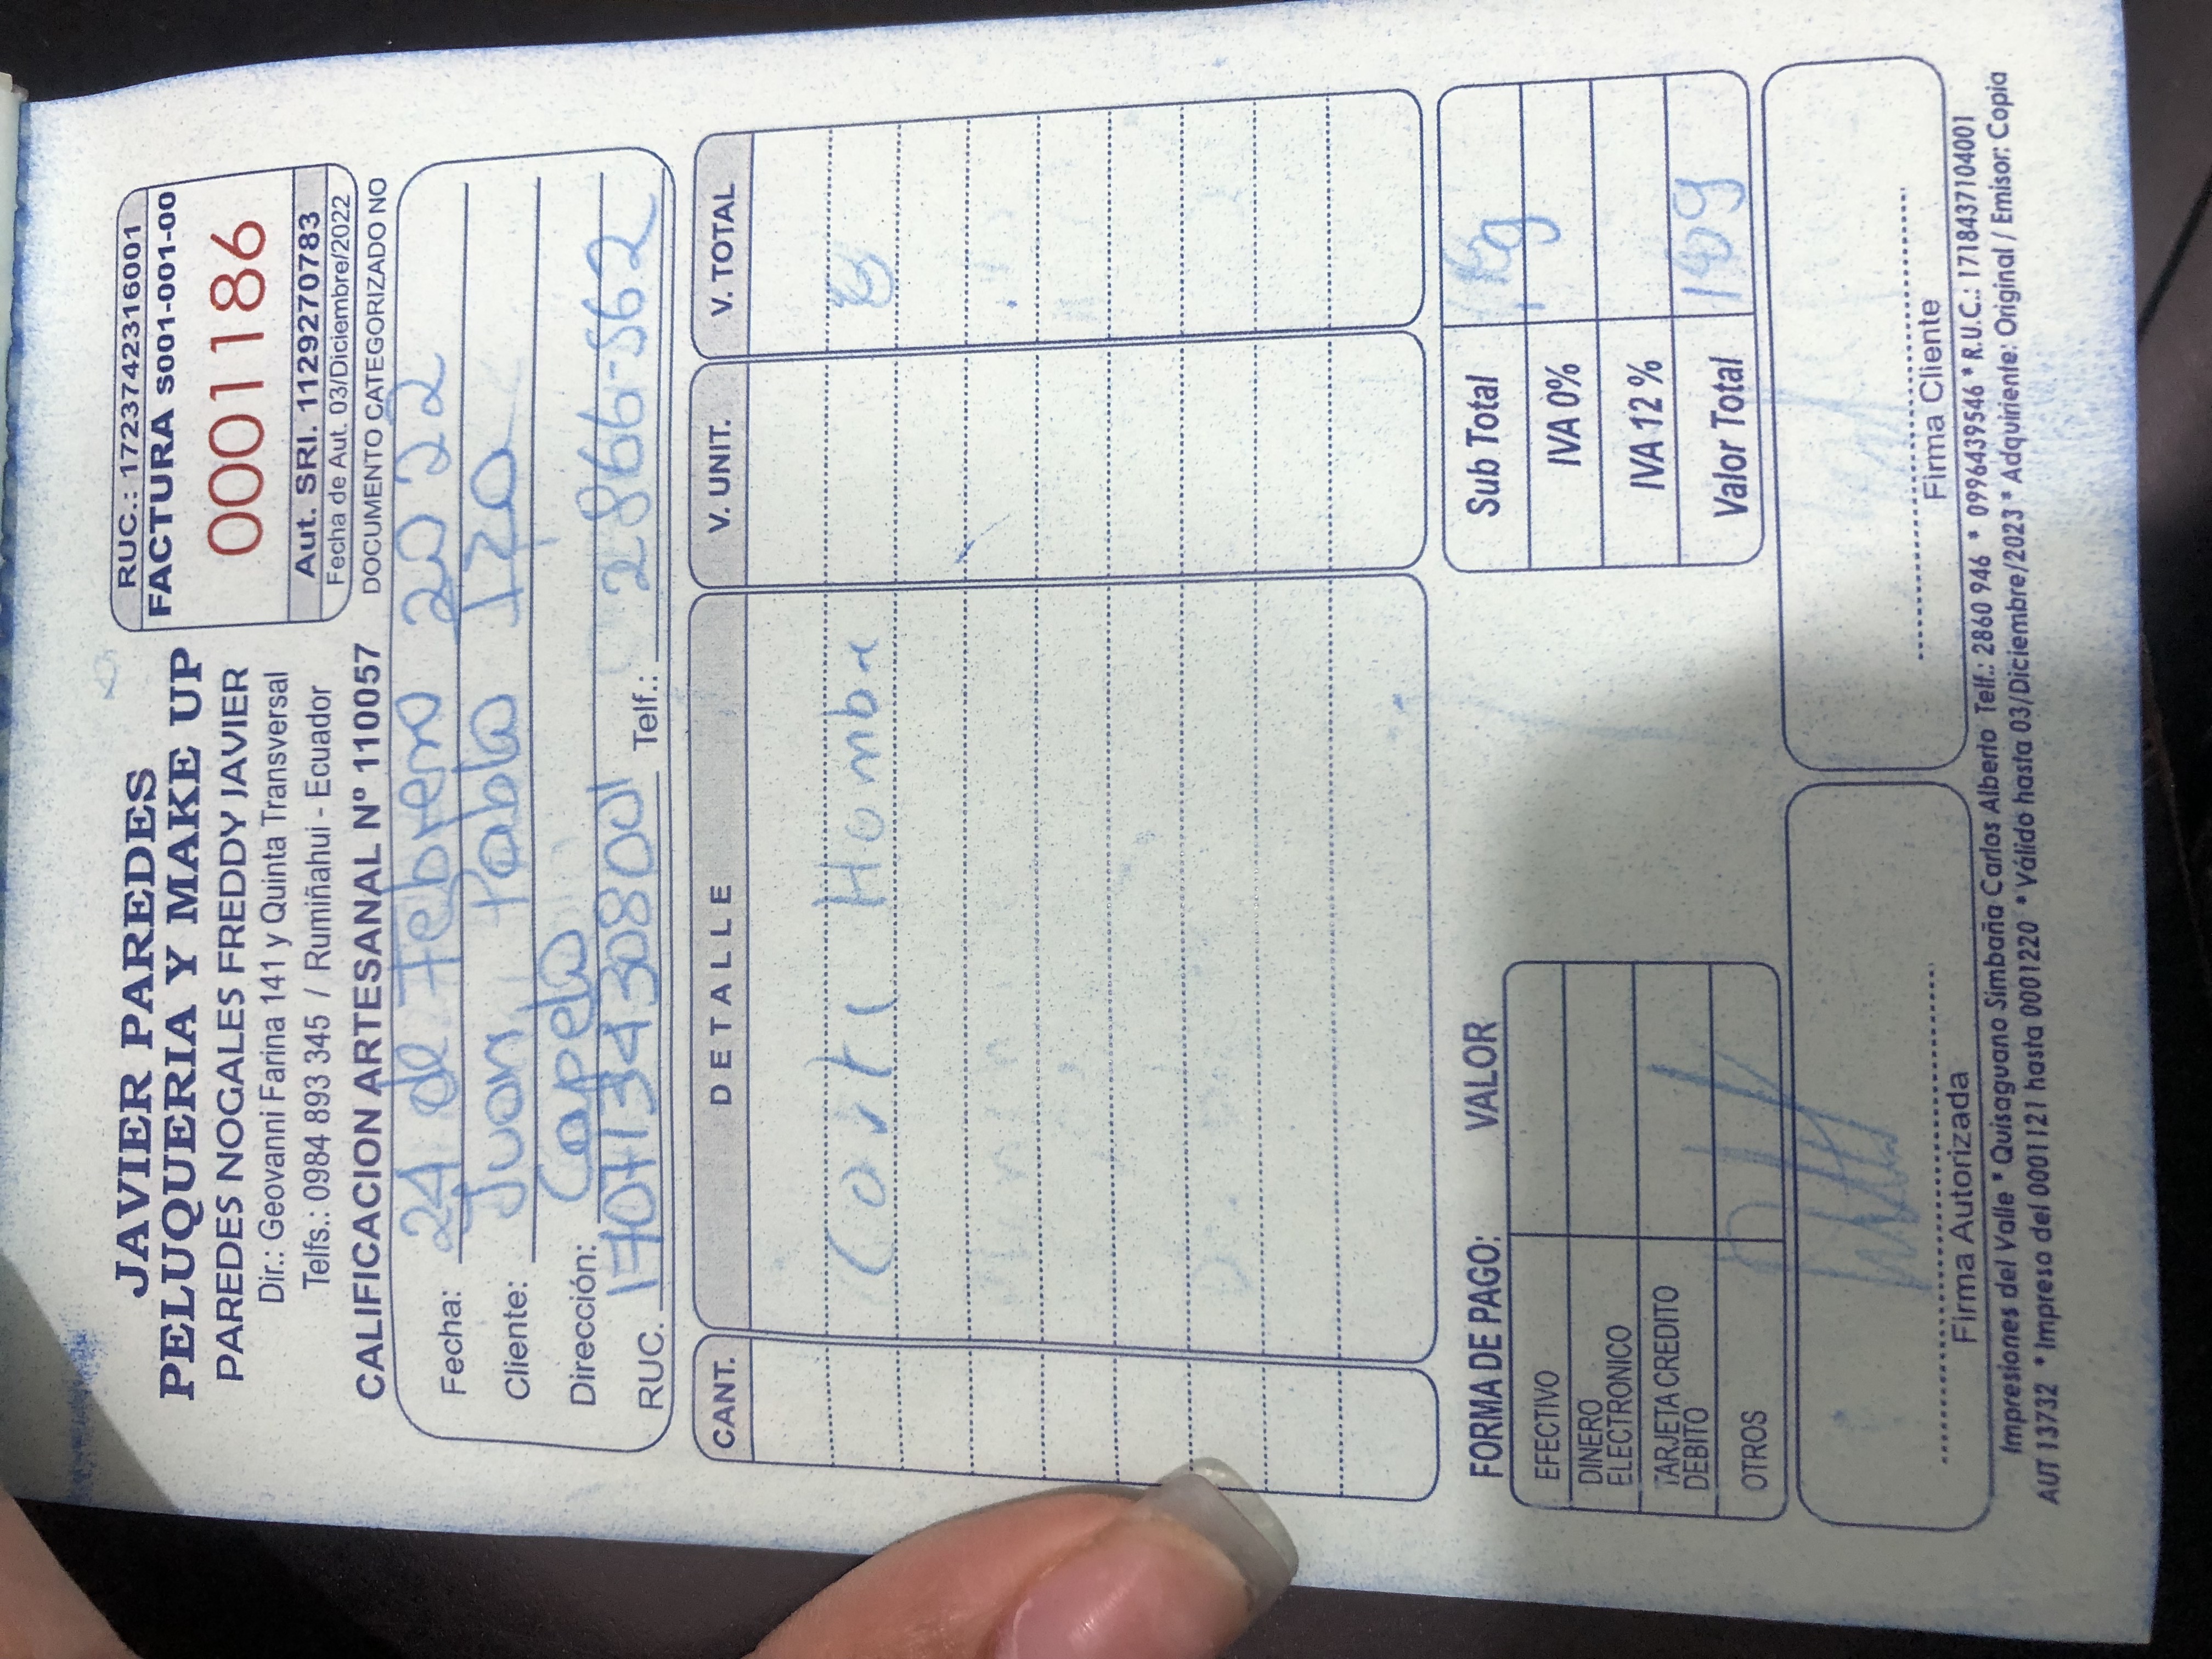 JAVIER PAREDES
PELUQUERIA Y MAKE UP
PAREDES NOGALES FREDDY JAVIER
Dir.: Geovanni Farina 141 y Quinta Transversal
Telfs.: 0984 893 345 / Rumiñahui - Ecuador
CALIFICACION ARTESANAL Nº 110057
RUC.: 1723742316001
FACTURA S001-001-00
0001186
Aut. SRI. 1129270783
Fecha de Aut. 03/Diciembre/2022
DOCUMENTO CATEGORIZADO NO
Fecha: 24 de Febrero 2022
Cliente: Juan Pablo Iza
Dirección: Capelo
RUC. 1707134308001 Telf.: 2866-562
CANT. DETALLE V. UNIT. V. TOTAL
Corte Hombre
FORMA DE PAGO: VALOR
EFECTIVO
DINERO
ELECTRONICO
TARJETA CREDITO
DEBITO
OTROS
Sub Total
IVA 0%
IVA 12 %
Valor Total
Firma Autorizada
Firma Cliente
Impresiones del Valle * Quisaguano Simbaña Carlos Alberto Telf.: 2860 946 * 0996439546 * R.U.C.: 1718437104001
AUT 13732 * Impreso del 0001121 hasta 0001220 * Válido hasta 03/Diciembre/2023 * Adquiriente: Original / Emisor: Copia